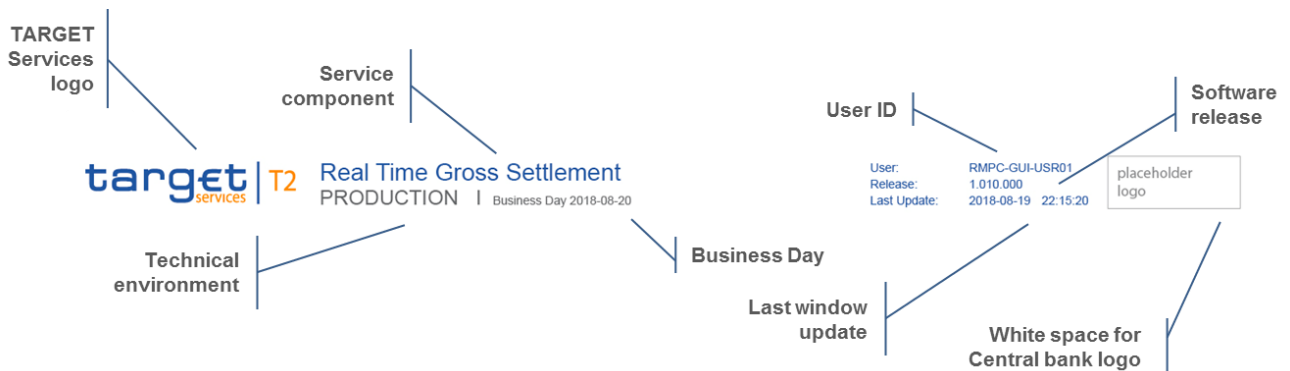 TARGET
Services
logo
Service
component
User ID
Software
release
target
services
T2
Real Time Gross Settlement
PRODUCTION | Business Day 2018-08-20
User: RMPC-GUI-USR01
Release: 1.010.000
Last Update: 2018-08-19 22:15:20
placeholder
logo
Technical
environment
Business Day
Last window
update
White space for
Central bank logo